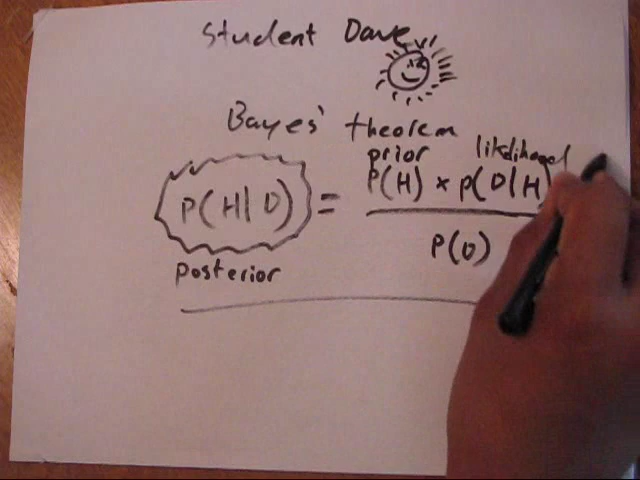 Student Dave
Bayes' theorem
prior likelihood
P(H|D) = P(H) x P(D|H)
P(D)
posterior